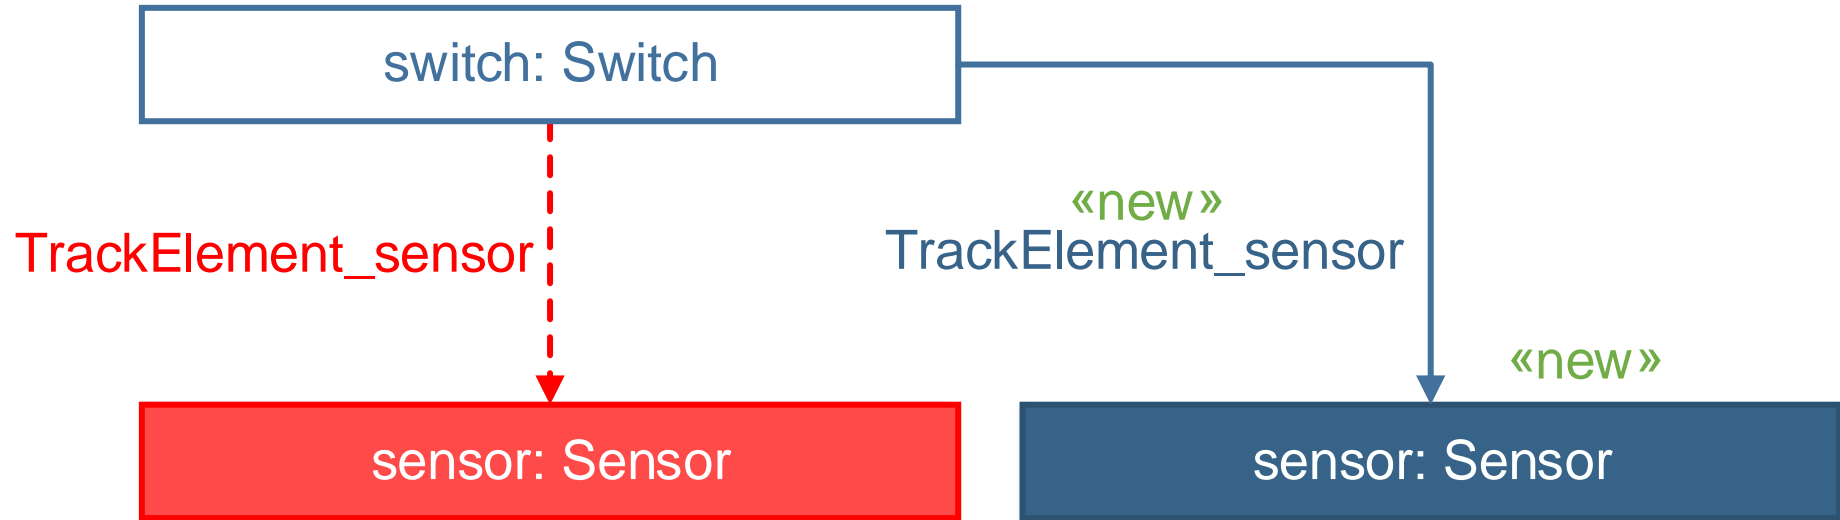 switch: Switch
TrackElement_sensor
«new»
TrackElement_sensor
«new»
sensor: Sensor
sensor: Sensor